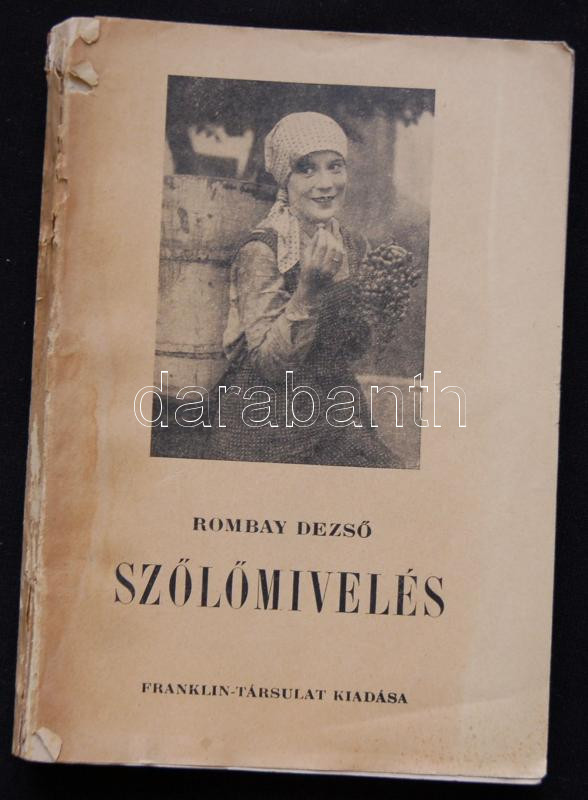 darabanth
ROMBAY DEZSŐ
SZŐLŐMIVELÉS
FRANKLIN-TÁRSULAT KIADÁSA